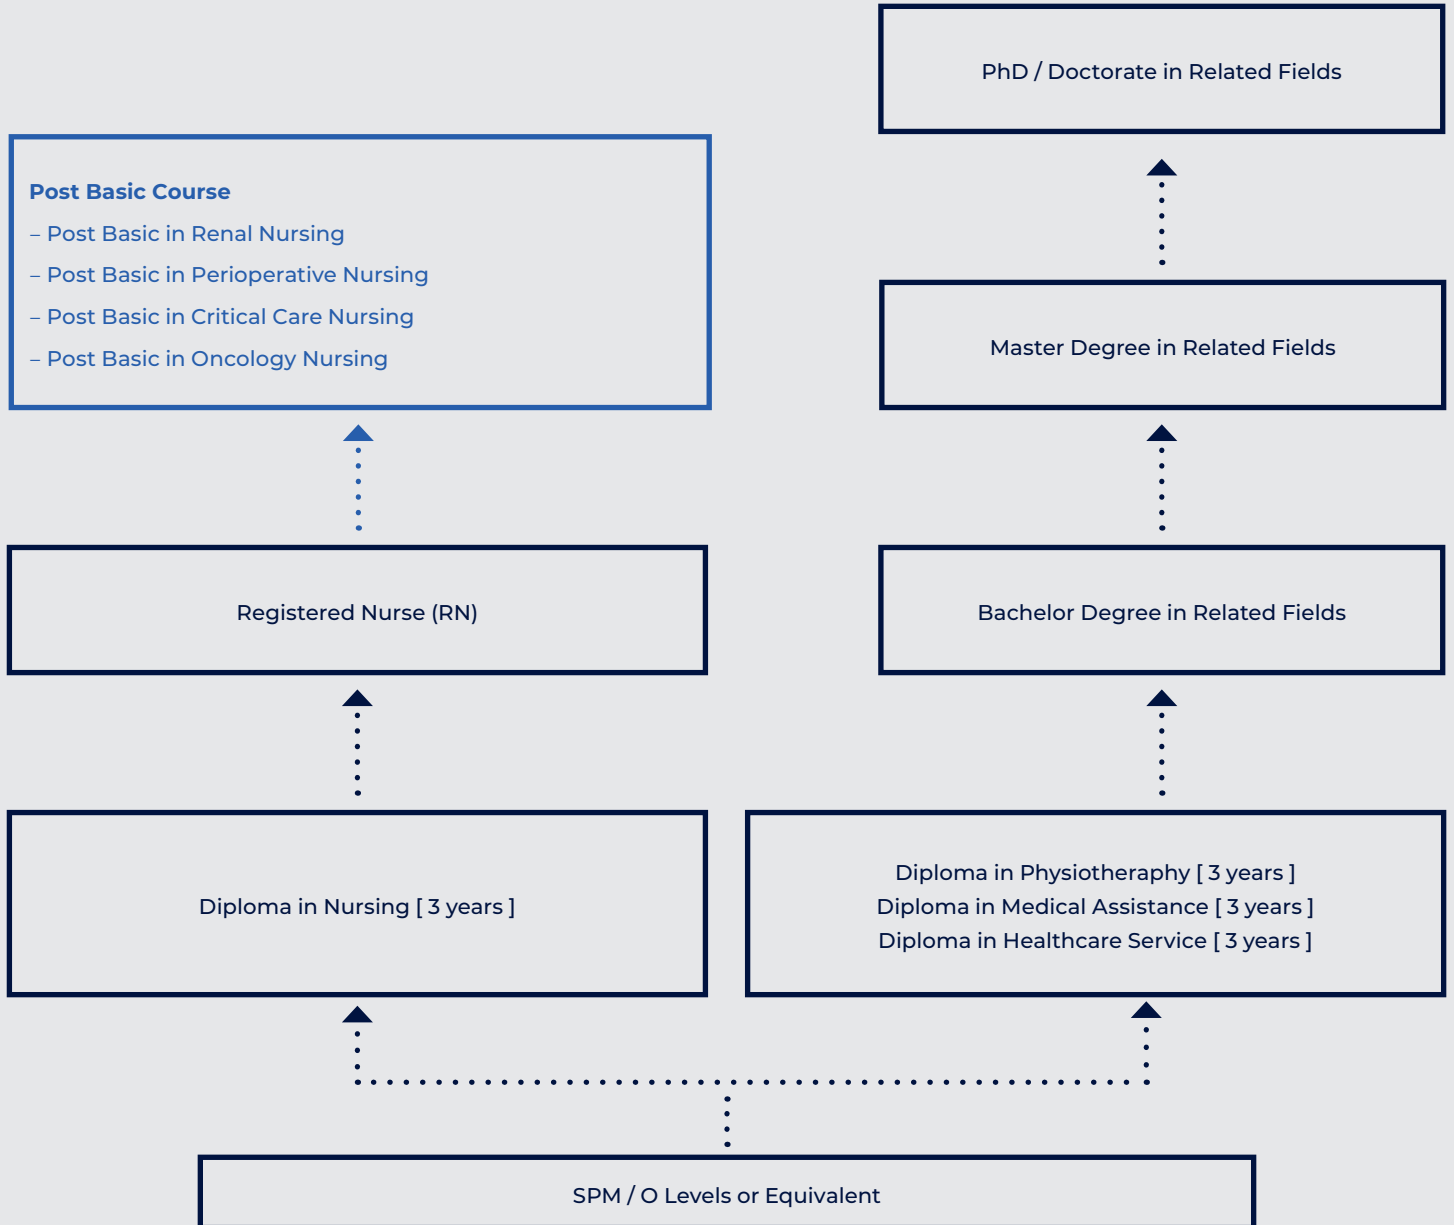 PhD / Doctorate in Related Fields
Post Basic Course
– Post Basic in Renal Nursing
– Post Basic in Perioperative Nursing
– Post Basic in Critical Care Nursing
– Post Basic in Oncology Nursing
Master Degree in Related Fields
Registered Nurse (RN)
Bachelor Degree in Related Fields
Diploma in Nursing [ 3 years ]
Diploma in Physiotheraphy [ 3 years ]
Diploma in Medical Assistance [ 3 years ]
Diploma in Healthcare Service [ 3 years ]
SPM / O Levels or Equivalent